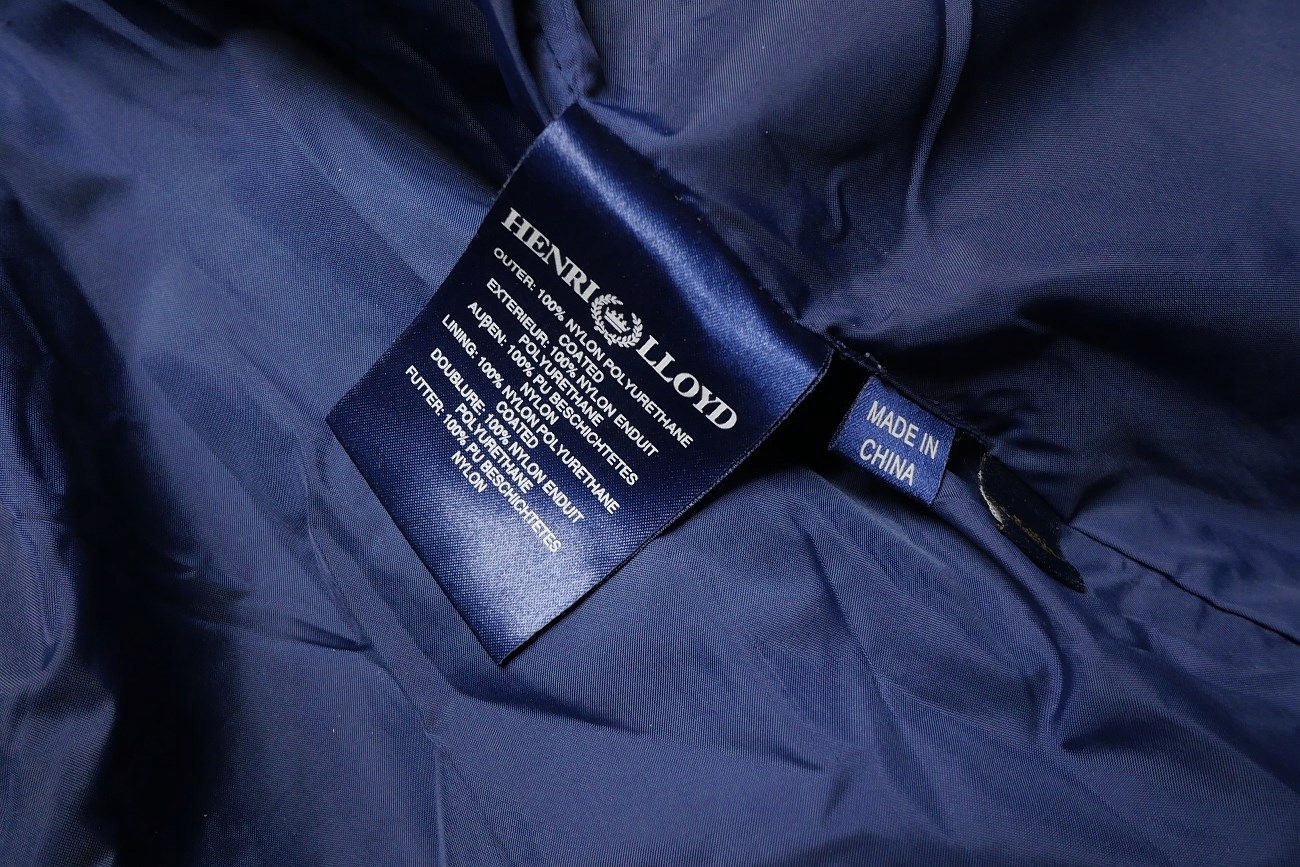 HENRI LLOYD
OUTER: 100% NYLON POLYURETHANE
COATED
EXTERIEUR: 100% NYLON ENDUIT
POLYURETHANE
AUβEN: 100% PU BESCHICHTETES
NYLON
LINING: 100% NYLON POLYURETHANE
COATED
DOUBLURE: 100% NYLON ENDUIT
POLYURETHANE
FUTTER: 100% PU BESCHICHTETES
NYLON
MADE IN
CHINA